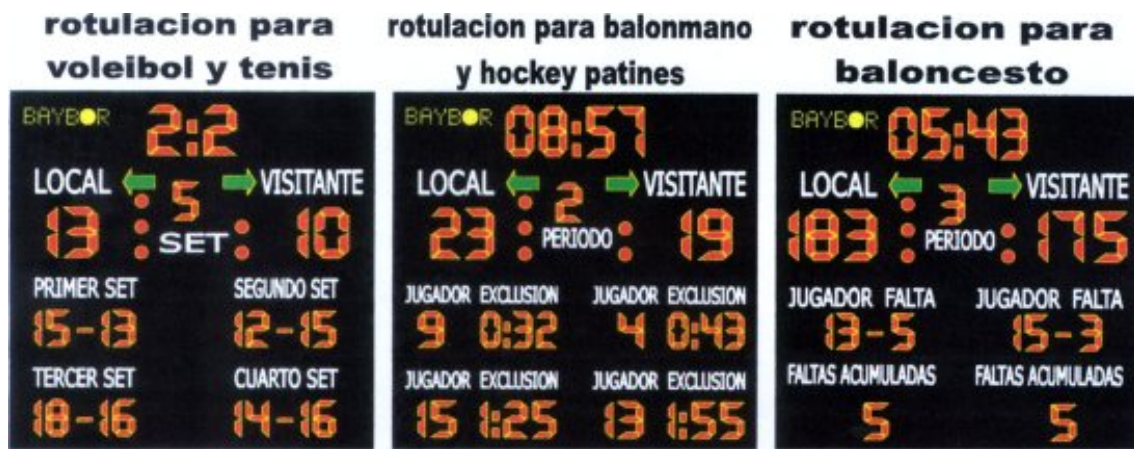 rotulacion para
voleibol y tenis
BAYBOR
2:2
LOCAL VISITANTE
13 5 10
SET
PRIMER SET SEGUNDO SET
15-13 12-15
TERCER SET CUARTO SET
18-16 14-16
rotulacion para balonmano
y hockey patines
BAYBOR
08:57
LOCAL VISITANTE
23 2 19
PERIODO
JUGADOR EXCLUSION JUGADOR EXCLUSION
9 0:32 4 0:43
JUGADOR EXCLUSION JUGADOR EXCLUSION
15 1:25 13 1:55
rotulacion para
baloncesto
BAYBOR
05:43
LOCAL VISITANTE
183 3 175
PERIODO
JUGADOR FALTA JUGADOR FALTA
13-5 15-3
FALTAS ACUMULADAS FALTAS ACUMULADAS
5 5